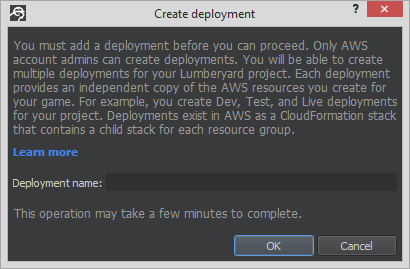 Create deployment
?
You must add a deployment before you can proceed. Only AWS
account admins can create deployments. You will be able to create
multiple deployments for your Lumberyard project. Each deployment
provides an independent copy of the AWS resources you create for
your game. For example, you create Dev, Test, and Live deployments
for your project. Deployments exist in AWS as a CloudFormation stack
that contains a child stack for each resource group.
Learn more
Deployment name:
This operation may take a few minutes to complete.
OK Cancel